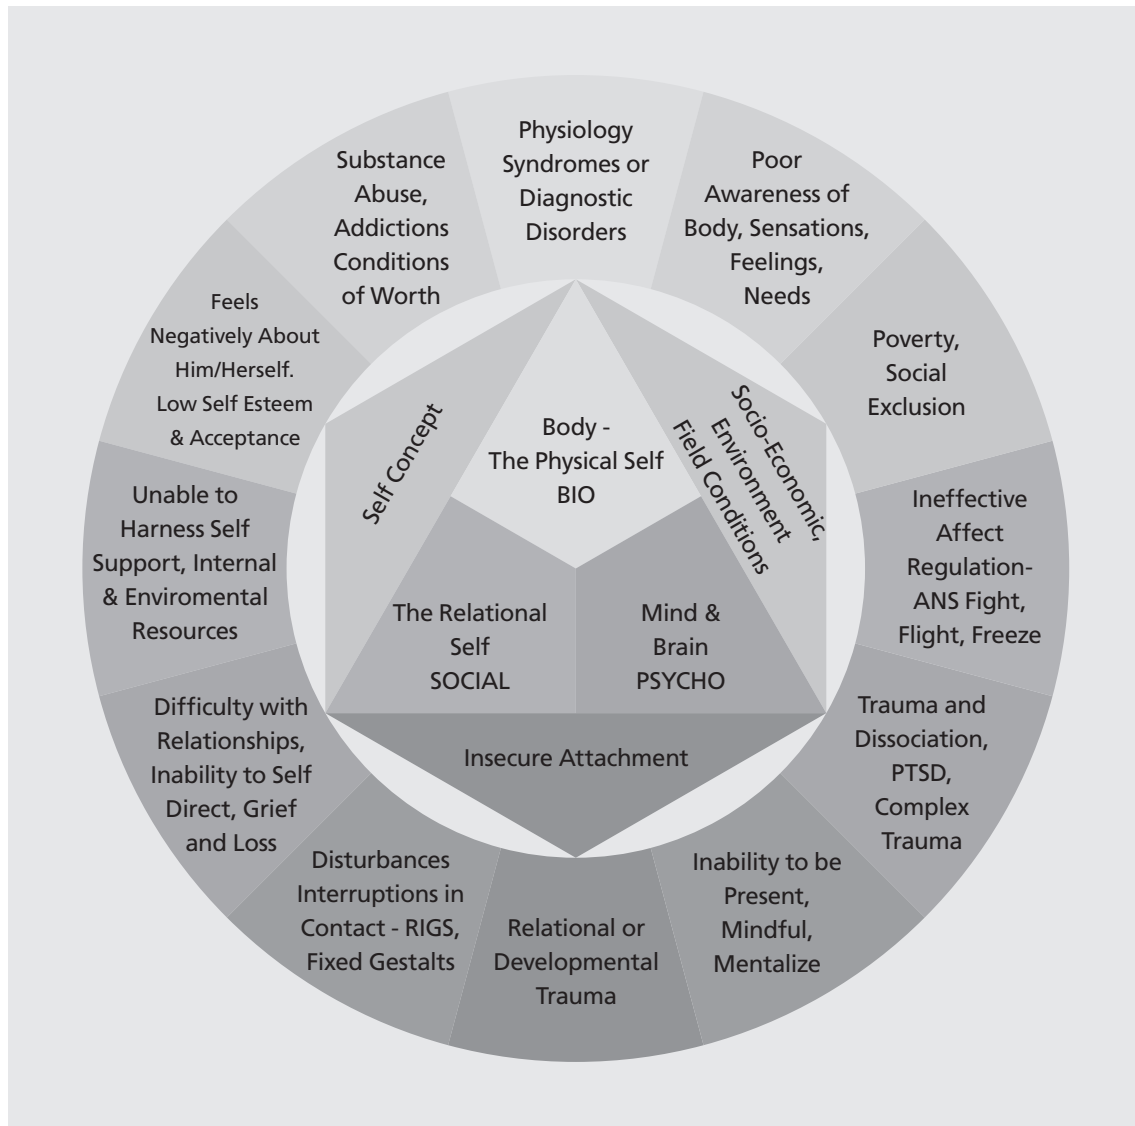 Physiology
Syndromes or
Diagnostic
Disorders
Poor
Awareness of
Body, Sensations,
Feelings,
Needs
Poverty,
Social
Exclusion
Ineffective
Affect
Regulation-
ANS Fight,
Flight, Freeze
Trauma and
Dissociation,
PTSD,
Complex
Trauma
Inability to be
Present,
Mindful,
Mentalize
Relational or
Developmental
Trauma
Disturbances
Interruptions in
Contact - RIGS,
Fixed Gestalts
Difficulty with
Relationships,
Inability to Self
Direct, Grief
and Loss
Unable to
Harness Self
Support, Internal
& Enviromental
Resources
Feels
Negatively About
Him/Herself.
Low Self Esteem
& Acceptance
Substance
Abuse,
Addictions
Conditions
of Worth
Self Concept
Body -
The Physical Self
BIO
Socio-Economic,
Environment
Field Conditions
The Relational
Self
SOCIAL
Mind &
Brain
PSYCHO
Insecure Attachment